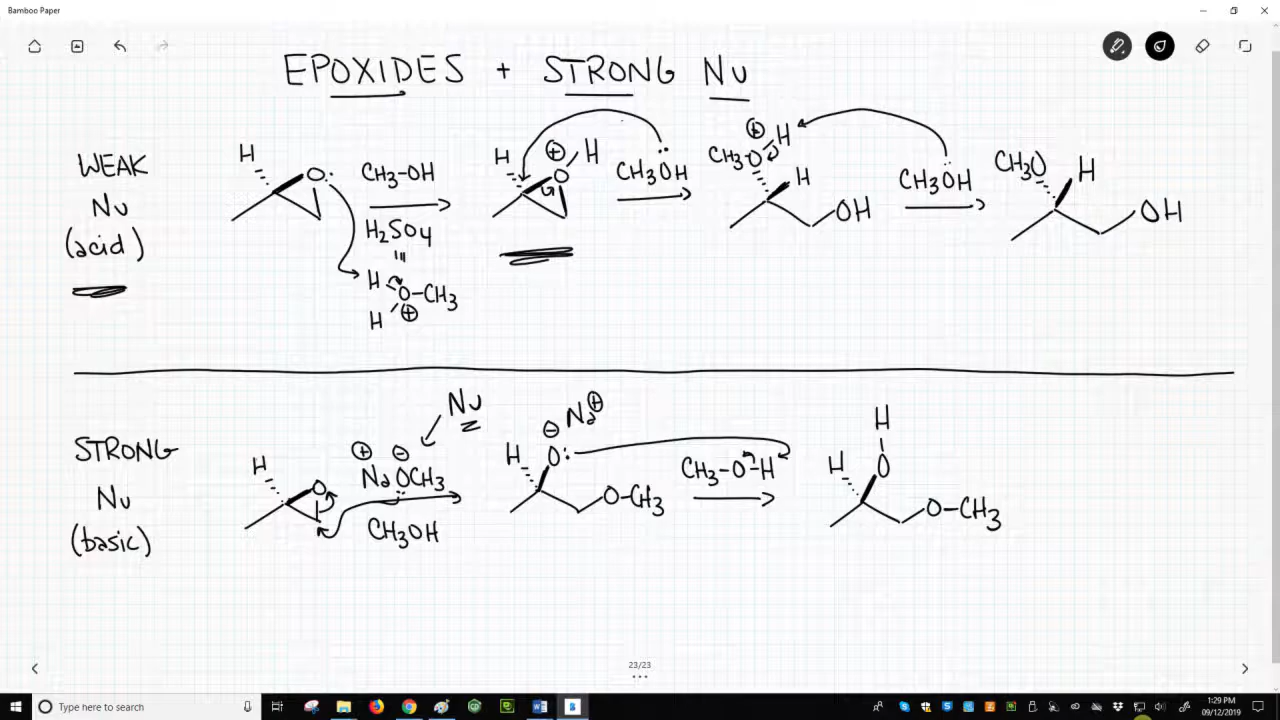 Bamboo Paper
EPOXIDES + STRONG Nu
WEAK
Nu
(acid)
H
O:
CH3-OH
H2SO4
H
O-CH3
H
⊕
H
⊕
H
O
CH3OH
CH3O
⊕
H
H
OH
CH3OH
CH3O
H
OH
STRONG
Nu
(basic)
H
O
Nu
⊕ ⊖
NaOCH3
CH3OH
⊖ Na⊕
H
O:
O-CH3
CH3-O-H
H
O
H
O-CH3
23/23
Type here to search
1:29 PM
09/12/2019